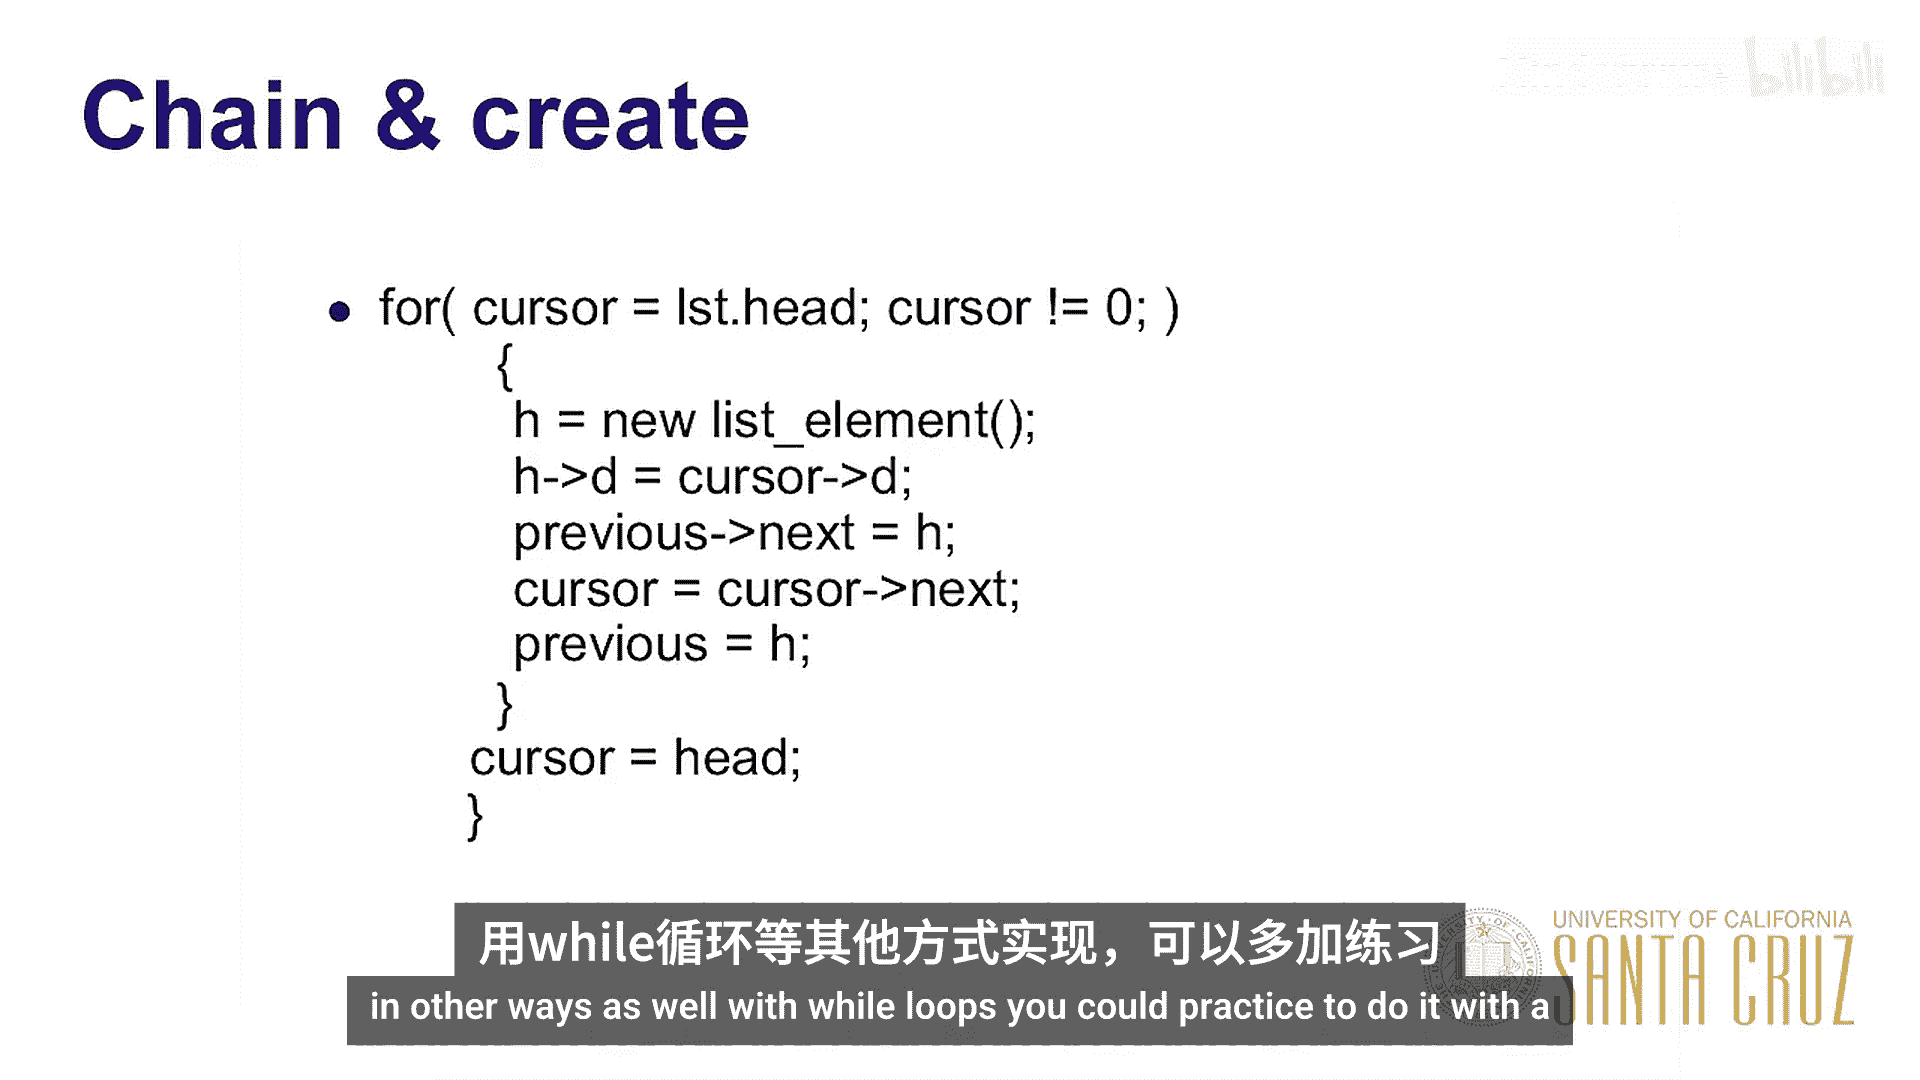 bilibili
Chain & create
• for( cursor = lst.head; cursor != 0; )
{
h = new list_element();
h->d = cursor->d;
previous->next = h;
cursor = cursor->next;
previous = h;
}
cursor = head;
}
用while循环等其他方式实现，可以多加练习
in other ways as well with while loops you could practice to do it with a
UNIVERSITY OF CALIFORNIA
SANTA CRUZ